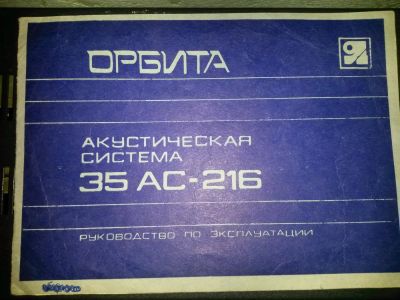 ОРБИТА
АКУСТИЧЕСКАЯ
СИСТЕМА
35 АС-216
РУКОВОДСТВО ПО ЭКСПЛУАТАЦИИ